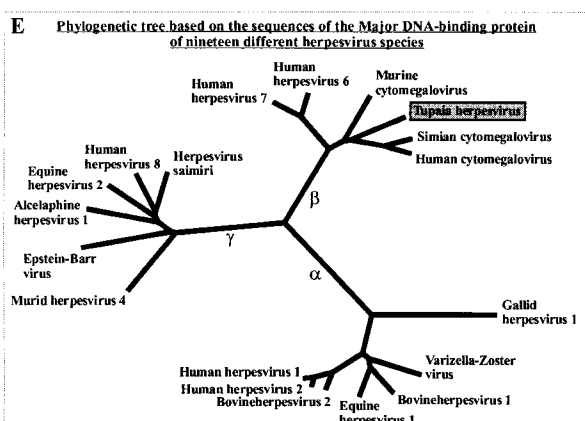 E
Phylogenetic tree based on the sequences of the Major DNA-binding protein
of nineteen different herpesvirus species
Human
herpesvirus 6
Human
herpesvirus 7
Murine
cytomegalovirus
Tupaia herpesvirus
Simian cytomegalovirus
Human cytomegalovirus
Human
herpesvirus 8
Herpesvirus
saimiri
Equine
herpesvirus 2
Alcelaphine
herpesvirus 1
Epstein-Barr
virus
Murid herpesvirus 4
β
γ
α
Gallid
herpesvirus 1
Human herpesvirus 1
Human herpesvirus 2
Bovineherpesvirus 2
Equine
herpesvirus 1
Bovineherpesvirus 1
Varizella-Zoster
virus